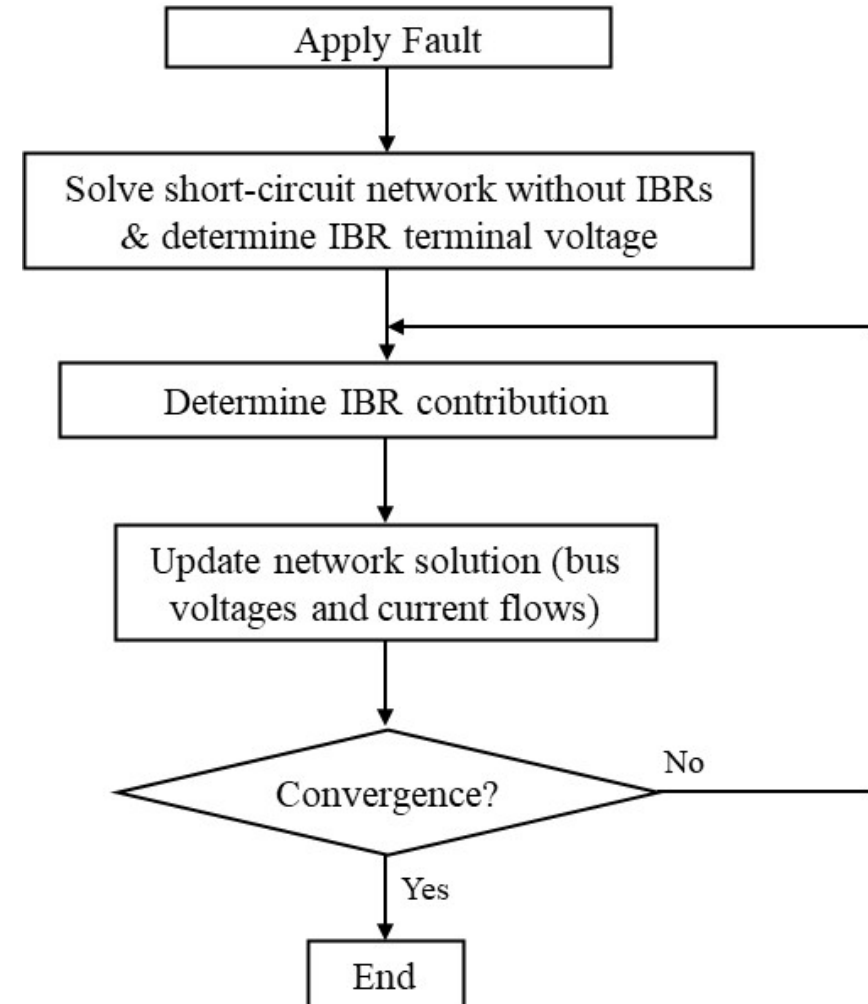 Apply Fault
Solve short-circuit network without IBRs
& determine IBR terminal voltage
Determine IBR contribution
Update network solution (bus
voltages and current flows)
Convergence?
No
Yes
End